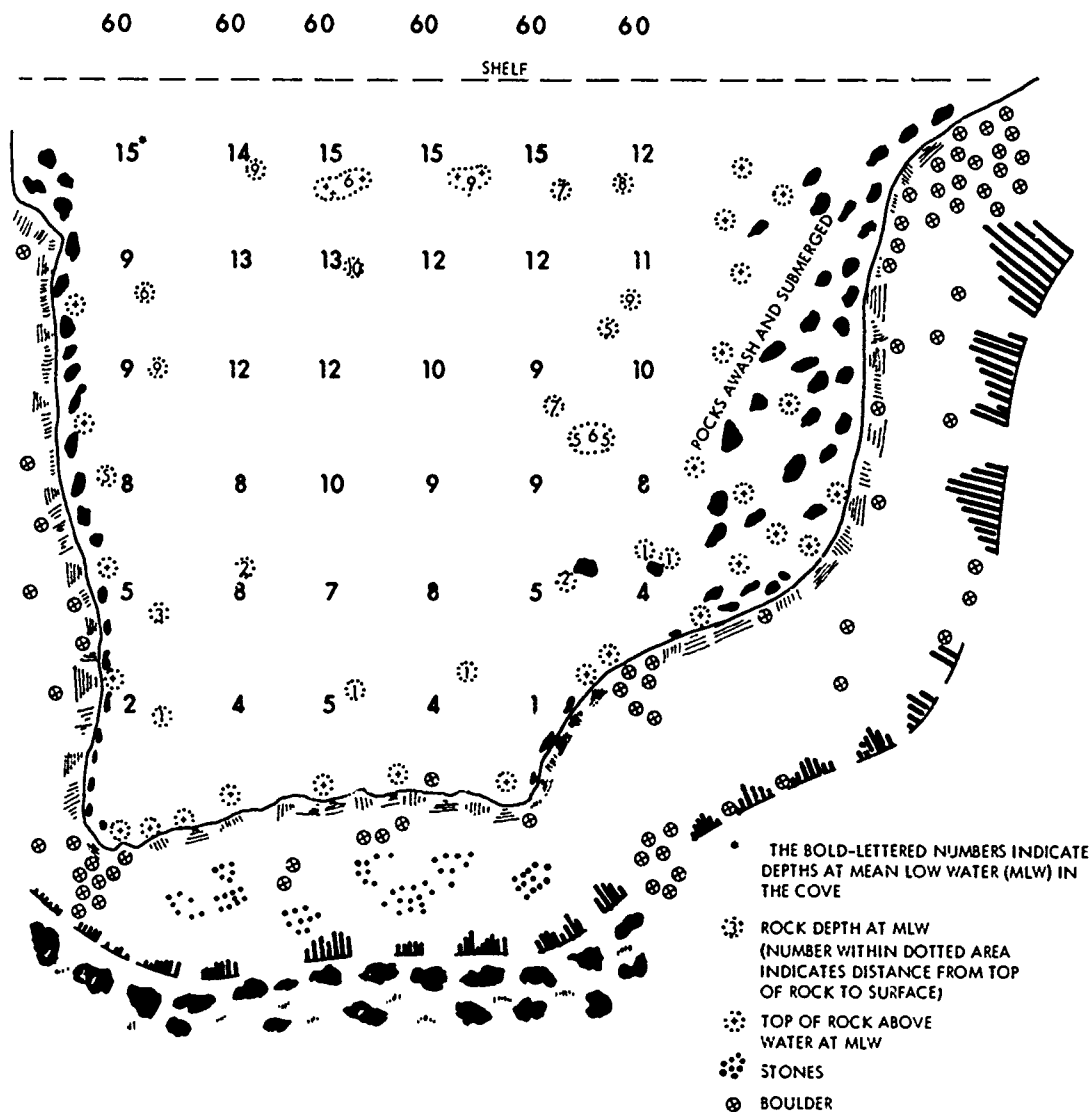 60 60 60 60 60 60
SHELF
15* 14 15 15 15 12
9 6 9 7 8
9 13 13 12 12 11
10
6 9
5
9 12 12 10 9 10
9
7
5 6 5
ROCKS AWASH AND SUBMERGED
5
8 8 10 9 9 8
1 1
2 2
5 8 7 8 5 4
3
1 1
2 4 5 4 1
1
* THE BOLD-LETTERED NUMBERS INDICATE
DEPTHS AT MEAN LOW WATER (MLW) IN
THE COVE
3 ROCK DEPTH AT MLW
(NUMBER WITHIN DOTTED AREA
INDICATES DISTANCE FROM TOP
OF ROCK TO SURFACE)
TOP OF ROCK ABOVE
WATER AT MLW
STONES
BOULDER